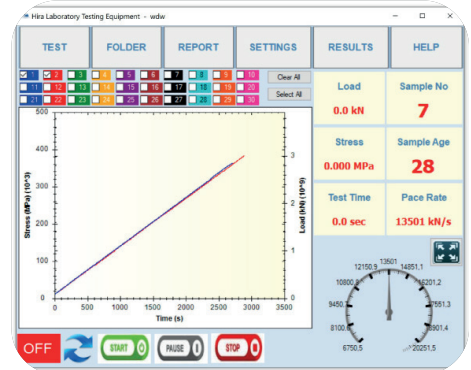 Hira Laboratory Testing Equipment - wdw
TEST FOLDER REPORT SETTINGS RESULTS HELP
1 2 3 4 5 6 7 8 9 10 Clear All
11 12 13 14 15 16 17 18 19 20
21 22 23 24 25 26 27 28 29 30 Select All
Load Sample No
0.0 kN 7
Stress Sample Age
0.000 MPa 28
Test Time Pace Rate
0.0 sec 13501 kN/s
Stress(MPa) (10^3)
500
400
300
200
100
0
0 500 1000 1500 2000 2500 3000 3500
Time (s)
3
2
1
0
Load(kN) (10^9)
6750,5
8100,6
9450,7
10800,8
12150,9
13501
14851,1
16201,2
17551,3
18901,4
20251,5
OFF START PAUSE STOP